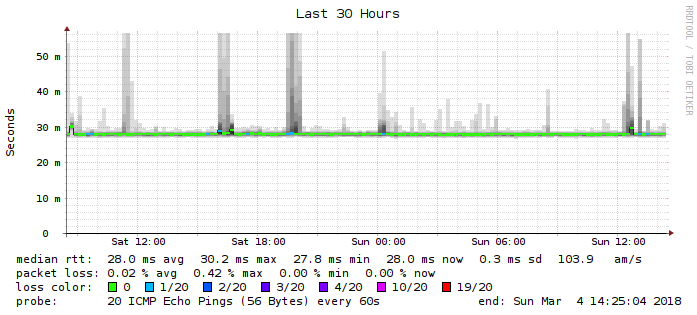 Last 30 Hours
RRDTOOL / TOBI OETIKER
Seconds
50 m
40 m
30 m
20 m
10 m
0
Sat 12:00 Sat 18:00 Sun 00:00 Sun 06:00 Sun 12:00
median rtt: 28.0 ms avg 30.2 ms max 27.8 ms min 28.0 ms now 0.3 ms sd 103.9 am/s
packet loss: 0.02 % avg 0.42 % max 0.00 % min 0.00 % now
loss color: 0 1/20 2/20 3/20 4/20 10/20 19/20
probe: 20 ICMP Echo Pings (56 Bytes) every 60s end: Sun Mar 4 14:25:04 2018